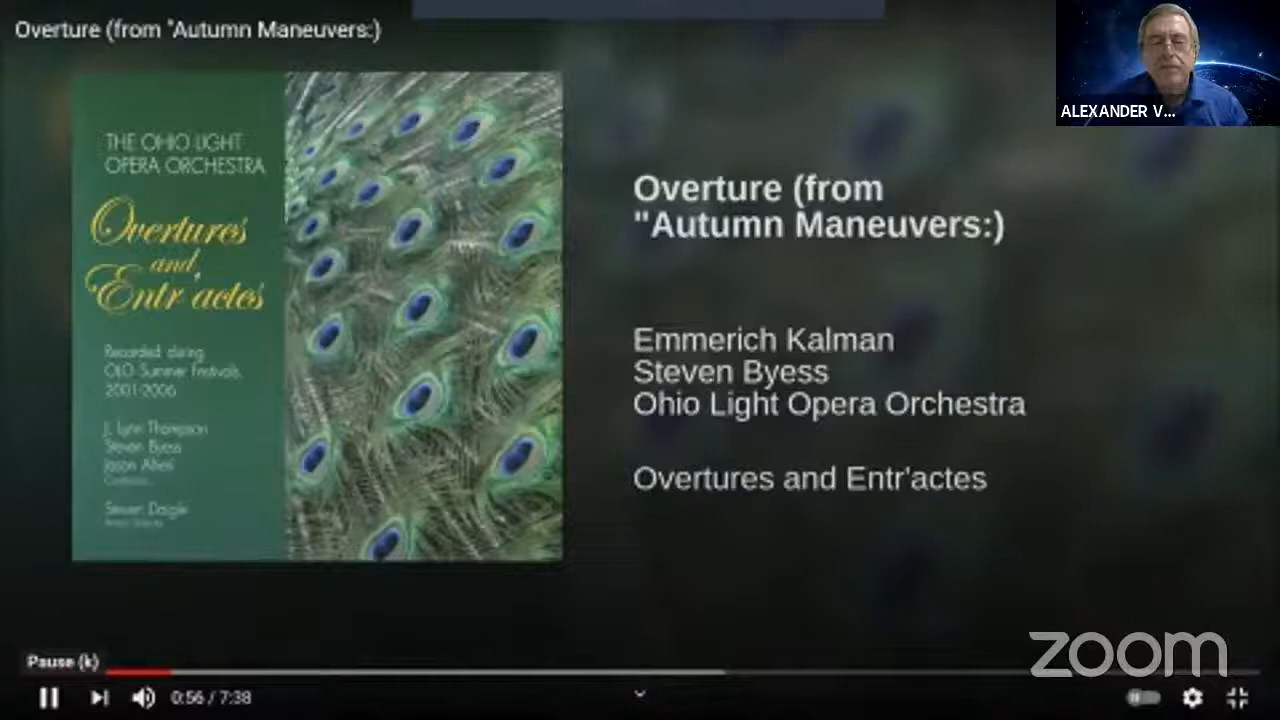 Overture (from "Autumn Maneuvers:)
ALEXANDER V...
THE OHIO LIGHT
OPERA ORCHESTRA
Overtures
and
Entr'actes
Recorded during
OLO Summer Festivals,
2001-2006
J. Lynn Thompson
Steven Byess
Steven Daigle
Overture (from
"Autumn Maneuvers:)
Emmerich Kalman
Steven Byess
Ohio Light Opera Orchestra
Overtures and Entr'actes
Pause (k)
0:56 / 7:38
zoom